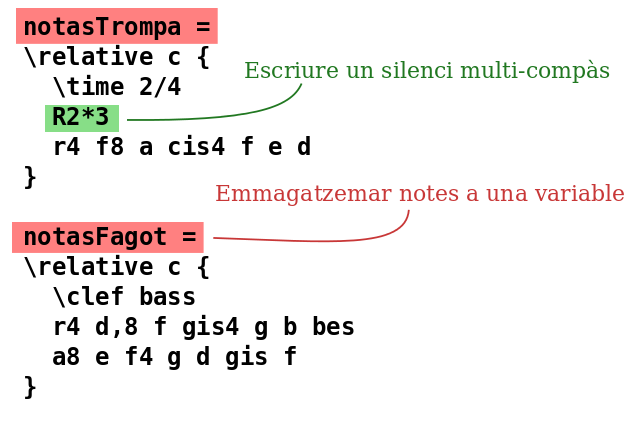 notasTrompa =
\relative c {
Escriure un silenci multi-compàs
\time 2/4
R2*3
r4 f8 a cis4 f e d
}
Emmagatzemar notes a una variable
notasFagot =
\relative c {
\clef bass
r4 d,8 f gis4 g b bes
a8 e f4 g d gis f
}